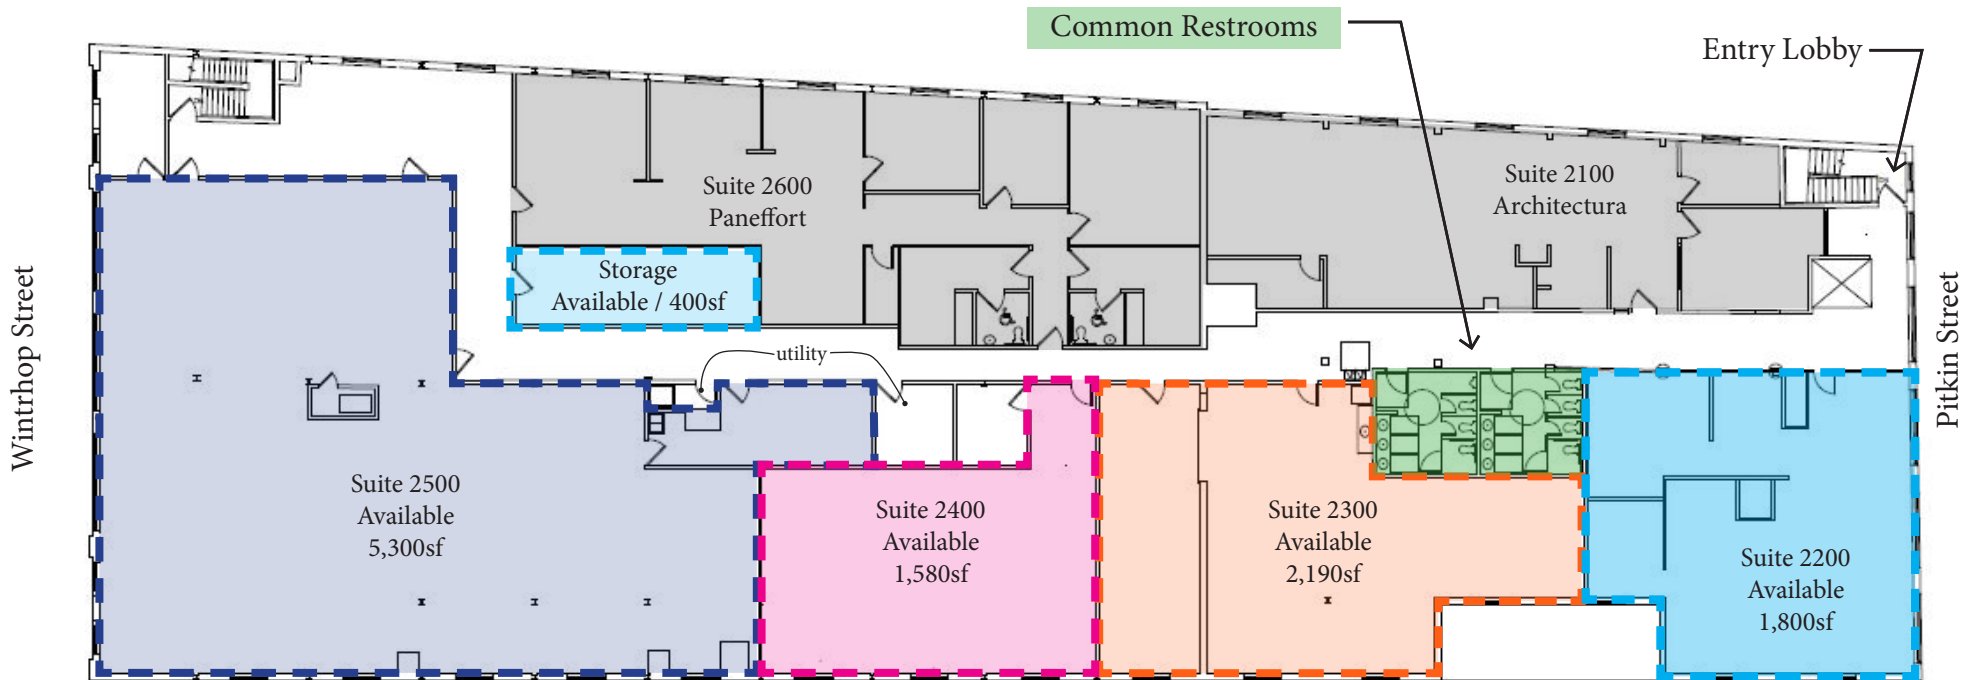 Common Restrooms
Entry Lobby
Suite 2600
Paneffort
Suite 2100
Architectura
Storage
Available / 400sf
Wintrhop Street
Pitkin Street
utility
Suite 2500
Available
5,300sf
Suite 2400
Available
1,580sf
Suite 2300
Available
2,190sf
Suite 2200
Available
1,800sf